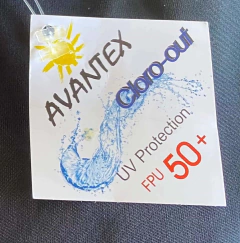 AVANTEX
Cloro-out
UV Protection
FPU 50+